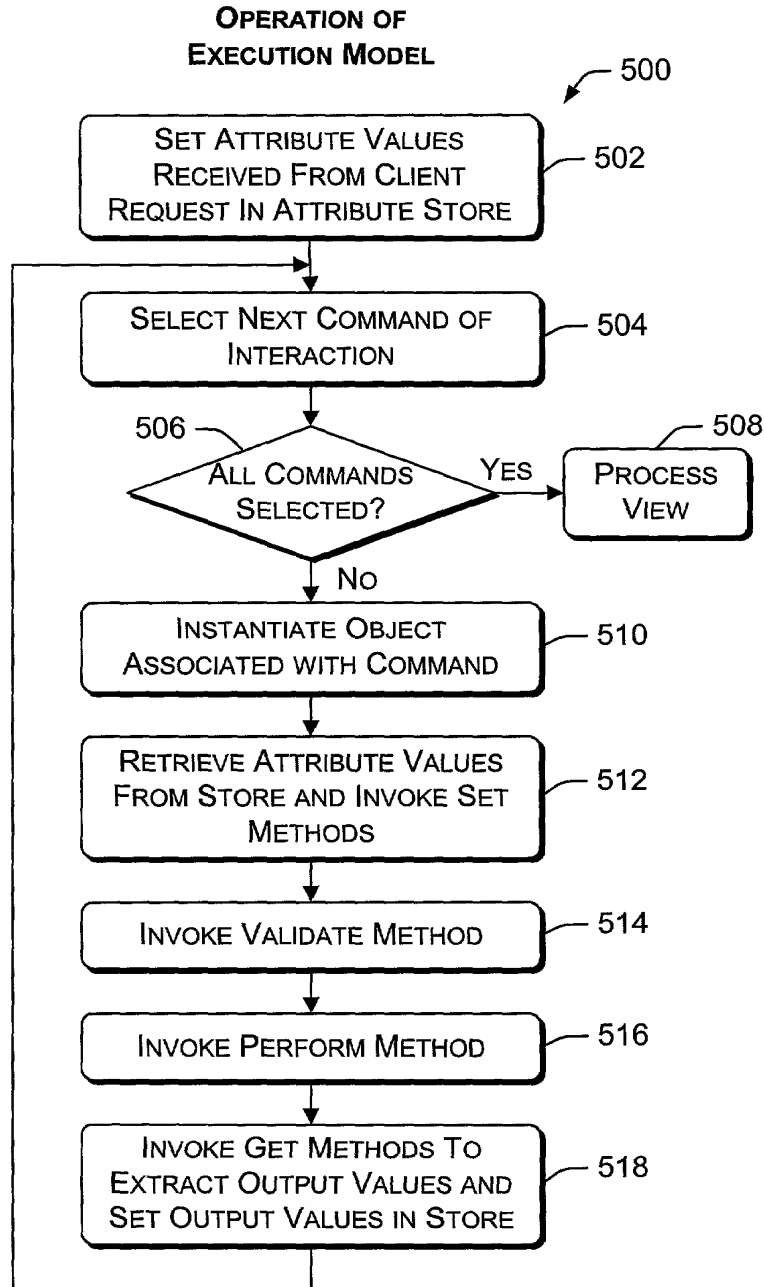 OPERATION OF
EXECUTION MODEL
500
SET ATTRIBUTE VALUES
RECEIVED FROM CLIENT
REQUEST IN ATTRIBUTE STORE
502
SELECT NEXT COMMAND OF
INTERACTION
504
506
ALL COMMANDS
SELECTED?
YES
508
PROCESS
VIEW
NO
INSTANTIATE OBJECT
ASSOCIATED WITH COMMAND
510
RETRIEVE ATTRIBUTE VALUES
FROM STORE AND INVOKE SET
METHODS
512
INVOKE VALIDATE METHOD
514
INVOKE PERFORM METHOD
516
INVOKE GET METHODS TO
EXTRACT OUTPUT VALUES AND
SET OUTPUT VALUES IN STORE
518